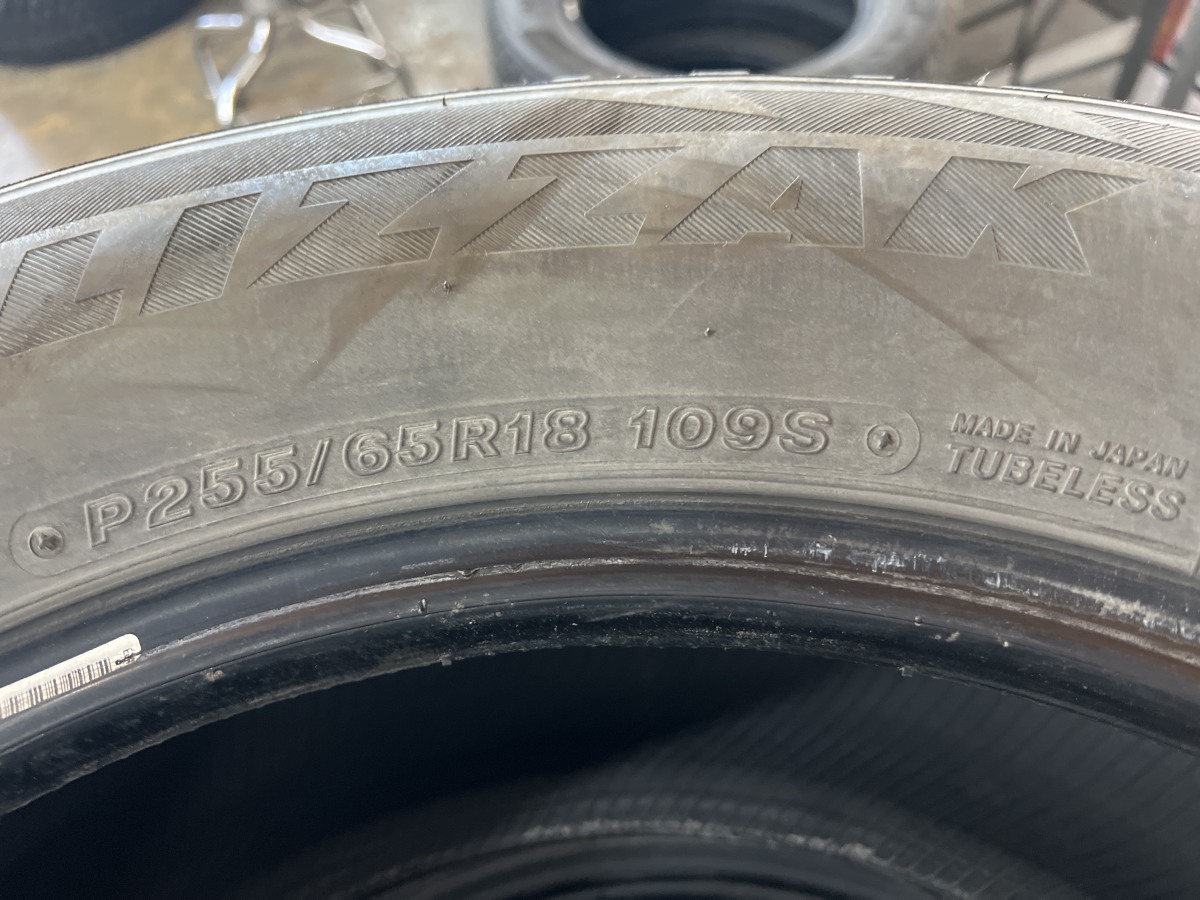 LIZZAK
P255/65R18 109S
MADE IN JAPAN
TUBELESS